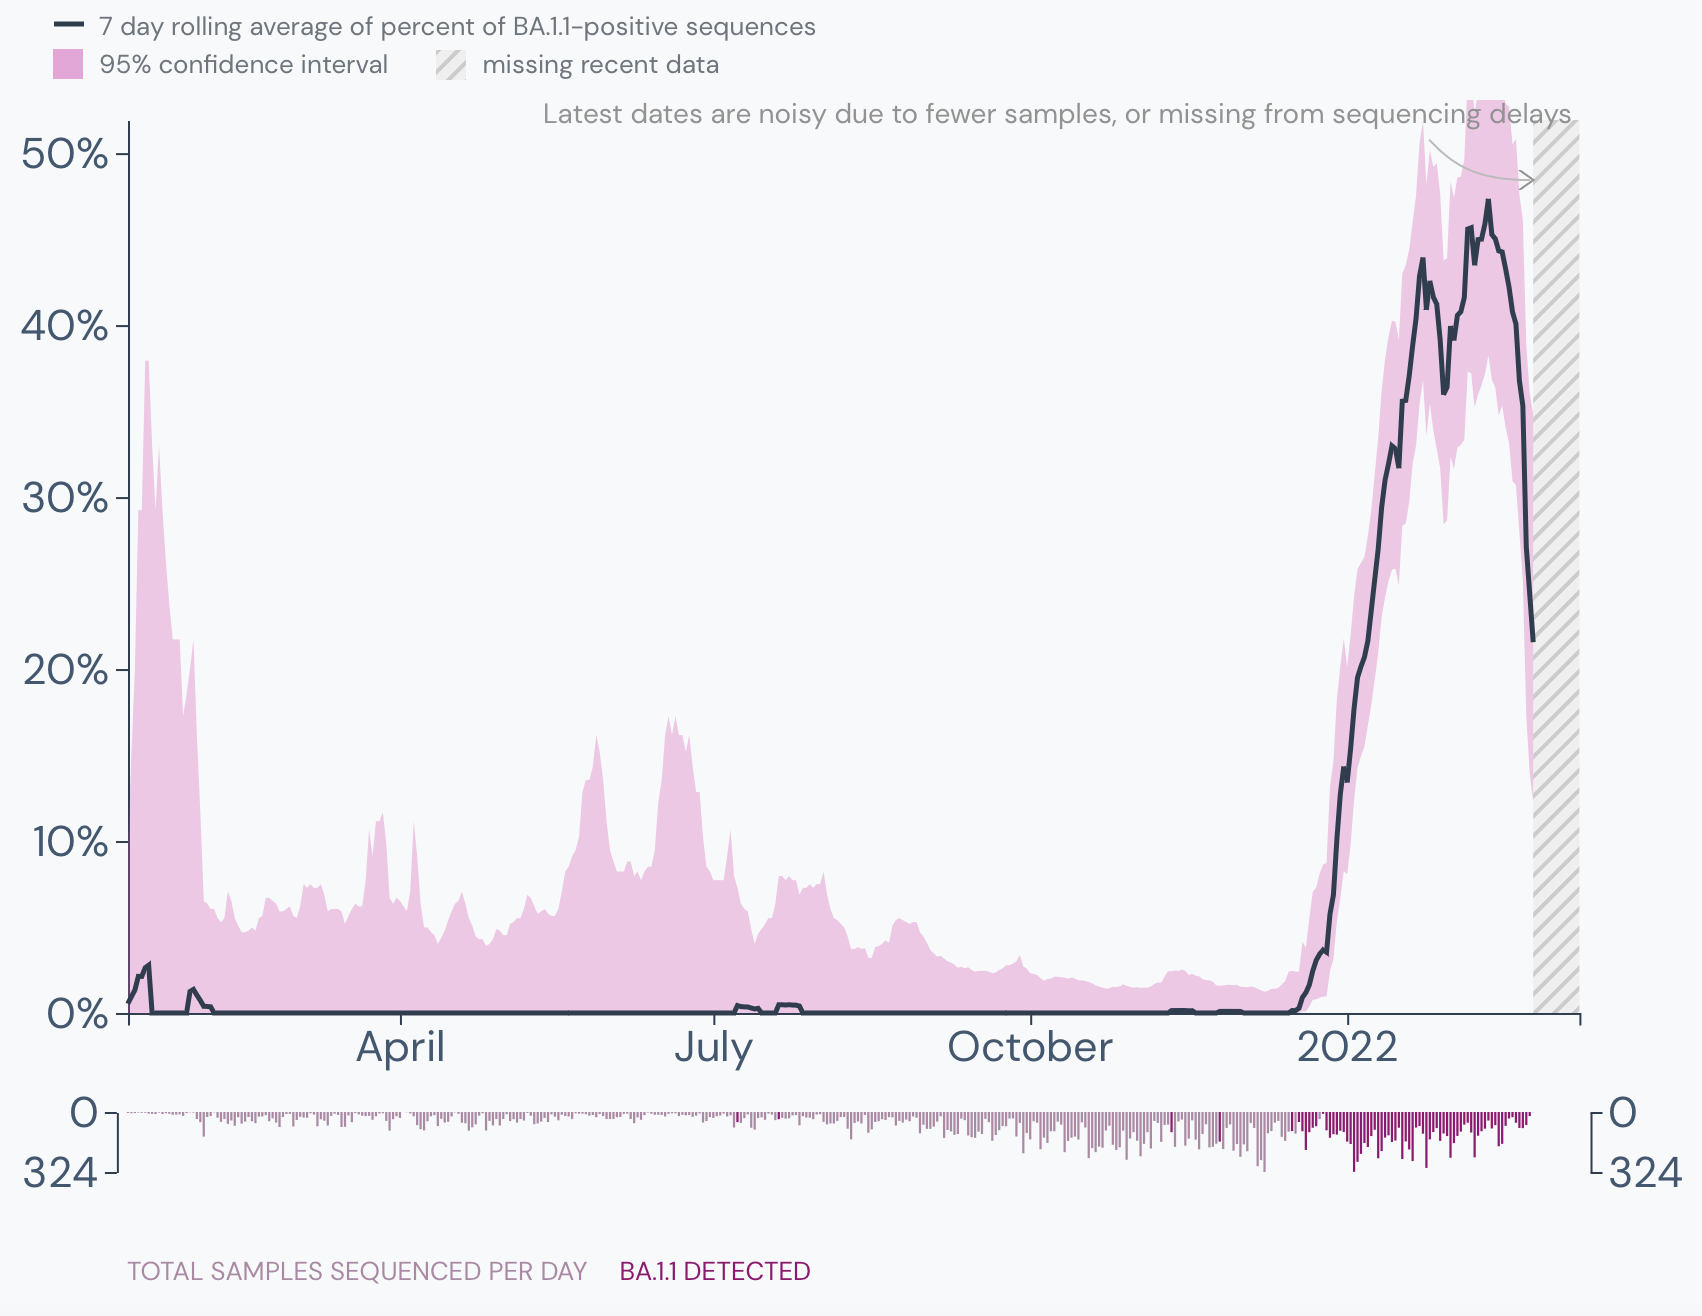 7 day rolling average of percent of BA.1.1-positive sequences
95% confidence interval missing recent data
Latest dates are noisy due to fewer samples, or missing from sequencing delays
50%
40%
30%
20%
10%
0%
April July October 2022
0 0
324 324
TOTAL SAMPLES SEQUENCED PER DAY BA.1.1 DETECTED